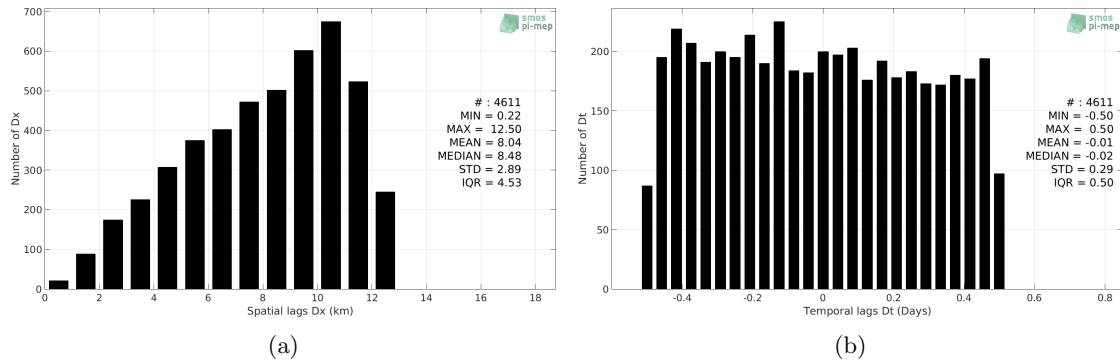 700
600
500
400
300
200
100
0
Number of Dx
0 2 4 6 8 10 12 14 16 18
Spatial lags Dx (km)
smos
pi-mep
# : 4611
MIN = 0.22
MAX = 12.50
MEAN = 8.04
MEDIAN = 8.48
STD = 2.89
IQR = 4.53
(a)
200
150
100
50
0
Number of Dt
-0.4 -0.2 0 0.2 0.4 0.6 0.8
Temporal lags Dt (Days)
smos
pi-mep
# : 4611
MIN = -0.50
MAX = 0.50
MEAN = -0.01
MEDIAN = -0.02
STD = 0.29
IQR = 0.50
(b)